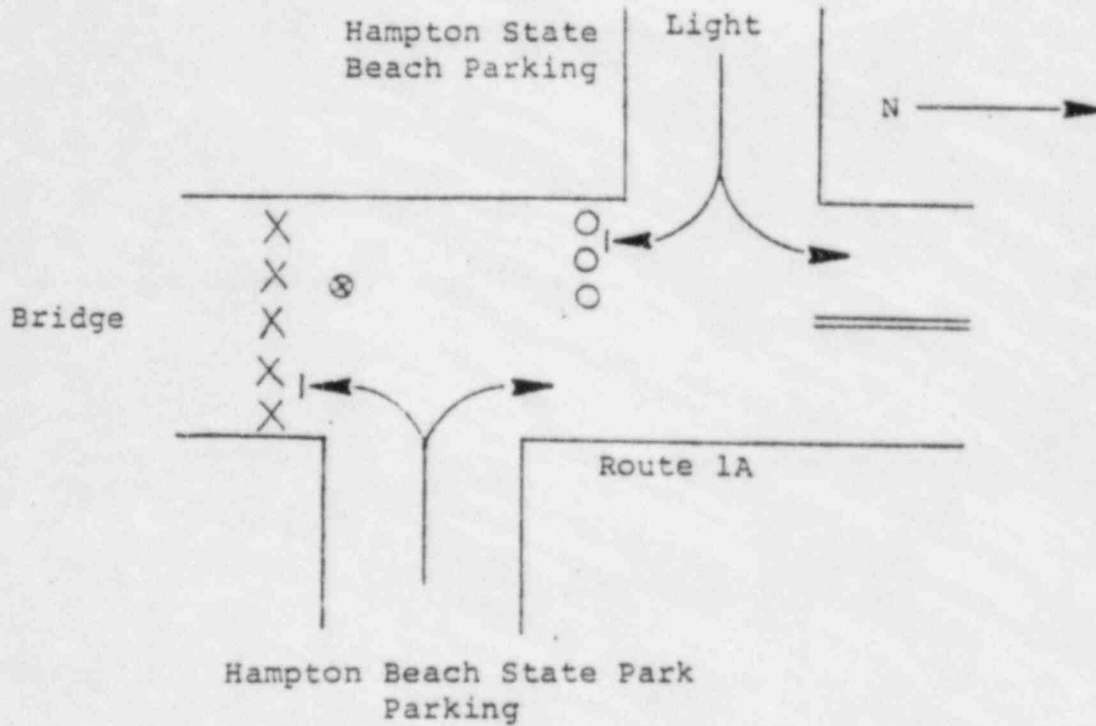 Hampton State
Beach Parking
Light
N
Bridge
Route 1A
Hampton Beach State Park
Parking